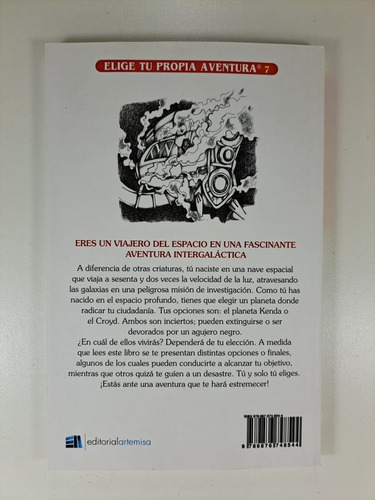 ELIGE TU PROPIA AVENTURA® 7
ERES UN VIAJERO DEL ESPACIO EN UNA FASCINANTE
AVENTURA INTERGALÁCTICA
A diferencia de otras criaturas, tú naciste en una nave espacial
que viaja a sesenta y dos veces la velocidad de la luz, atravesando
las galaxias en una peligrosa misión de investigación. Como tú has
nacido en el espacio profundo, tienes que elegir un planeta donde
radicar tu ciudadanía. Tus opciones son: el planeta Kenda o
el Croyd. Ambos son inciertos; pueden extinguirse o ser
devorados por un agujero negro.
¿En cuál de ellos vivirás? Dependerá de tu elección. A medida
que lees este libro se te presentan distintas opciones o finales,
algunos de los cuales pueden conducirte a alcanzar tu objetivo,
mientras que otros quizá te guíen a un desastre. Tú y solo tú eliges.
¡Estás ante una aventura que te hará estremecer!
editorialartemisa
9789876748544